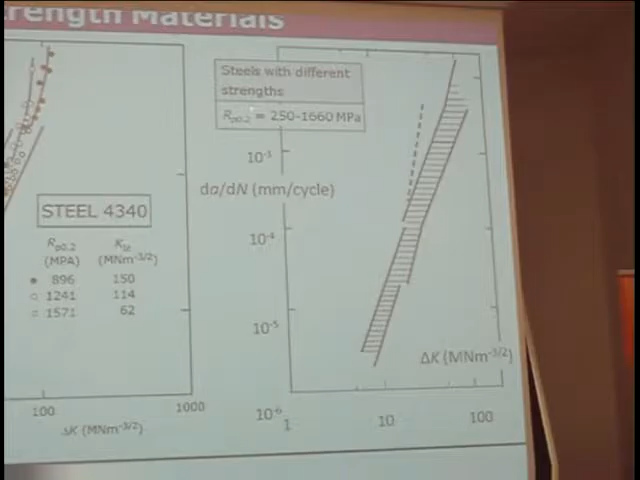 rength Materials
Steels with different
strengths
Rp0.2 = 250-1660 MPa
10-3
da/dN (mm/cycle)
STEEL 4340
10-4
Rp0.2 KIc
(MPA) (MNm-3/2)
896 150
1241 114
1571 62
10-5
ΔK (MNm-3/2)
10-6
100 1000
1 10 100
ΔK (MNm-3/2)